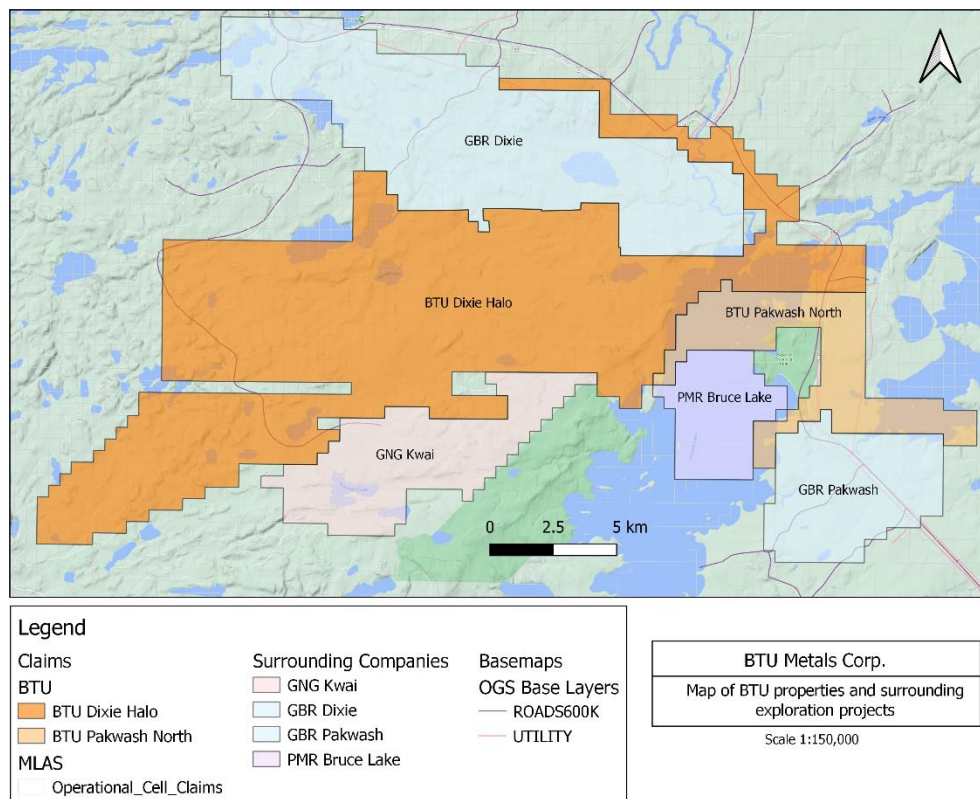 GBR Dixie
BTU Dixie Halo
BTU Pakwash North
PMR Bruce Lake
GNG Kwai
GBR Pakwash
0 2.5 5 km
Legend
Claims
BTU
BTU Dixie Halo
BTU Pakwash North
MLAS
Operational_Cell_Claims
Surrounding Companies
GNG Kwai
GBR Dixie
GBR Pakwash
PMR Bruce Lake
Basemaps
OGS Base Layers
ROADS600K
UTILITY
BTU Metals Corp.
Map of BTU properties and surrounding
exploration projects
Scale 1:150,000